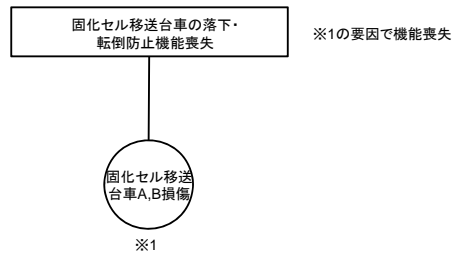 固化セル移送台車の落下・
転倒防止機能喪失
※1の要因で機能喪失
固化セル移送
台車A,B損傷
※1